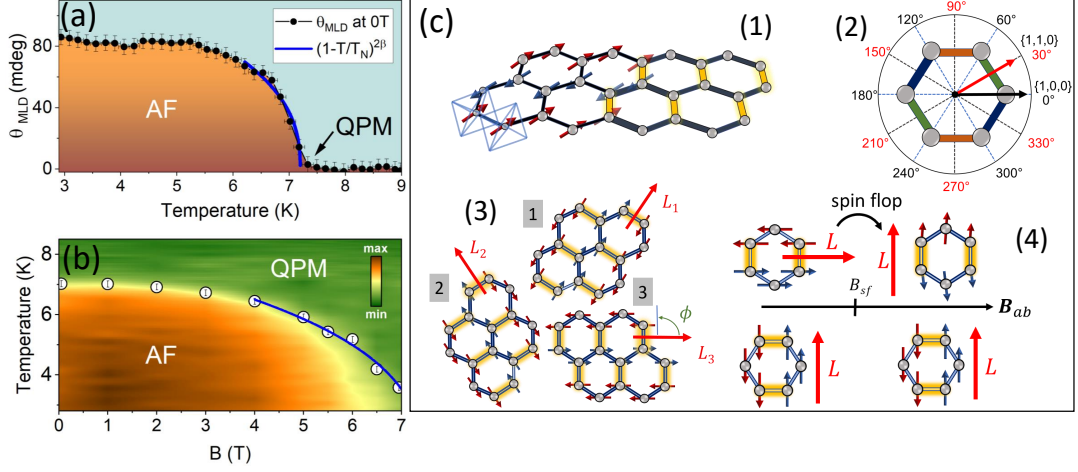 (a)
θ_MLD at 0T
(1-T/T_N)^{2β}
θ_MLD (mdeg)
80
40
0
AF
QPM
3 4 5 6 7 8 9
Temperature (K)
(b)
QPM
max
min
Temperature (K)
8
6
4
AF
0 1 2 3 4 5 6 7
B (T)
(c)
(1)
(2)
90°
120° 60°
150° {1,1,0}
30°
{1,0,0}
180° 0°
210° 330°
240° 300°
270°
(3)
1
L_1
L_2
2
3
ϕ
L_3
spin flop
(4)
L
L
B_sf
B_ab
L
L